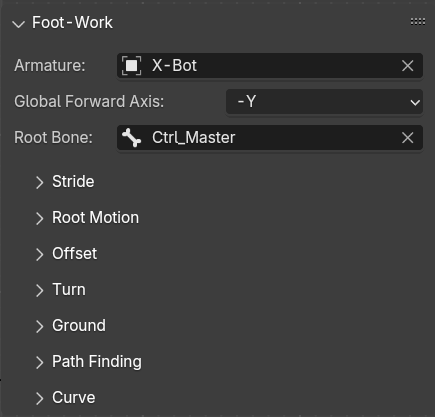 Foot-Work
Armature: X-Bot
Global Forward Axis: -Y
Root Bone: Ctrl_Master
Stride
Root Motion
Offset
Turn
Ground
Path Finding
Curve